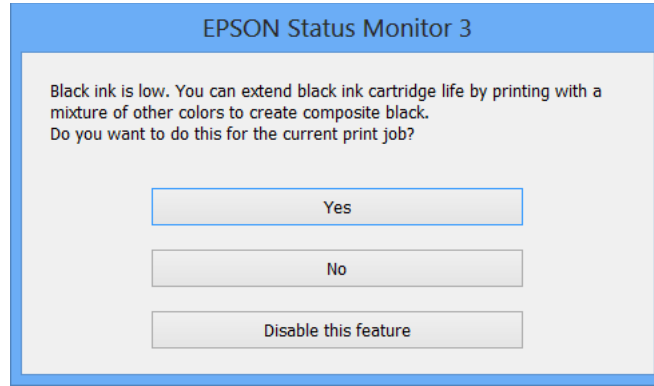 EPSON Status Monitor 3
Black ink is low. You can extend black ink cartridge life by printing with a
mixture of other colors to create composite black.
Do you want to do this for the current print job?
Yes
No
Disable this feature